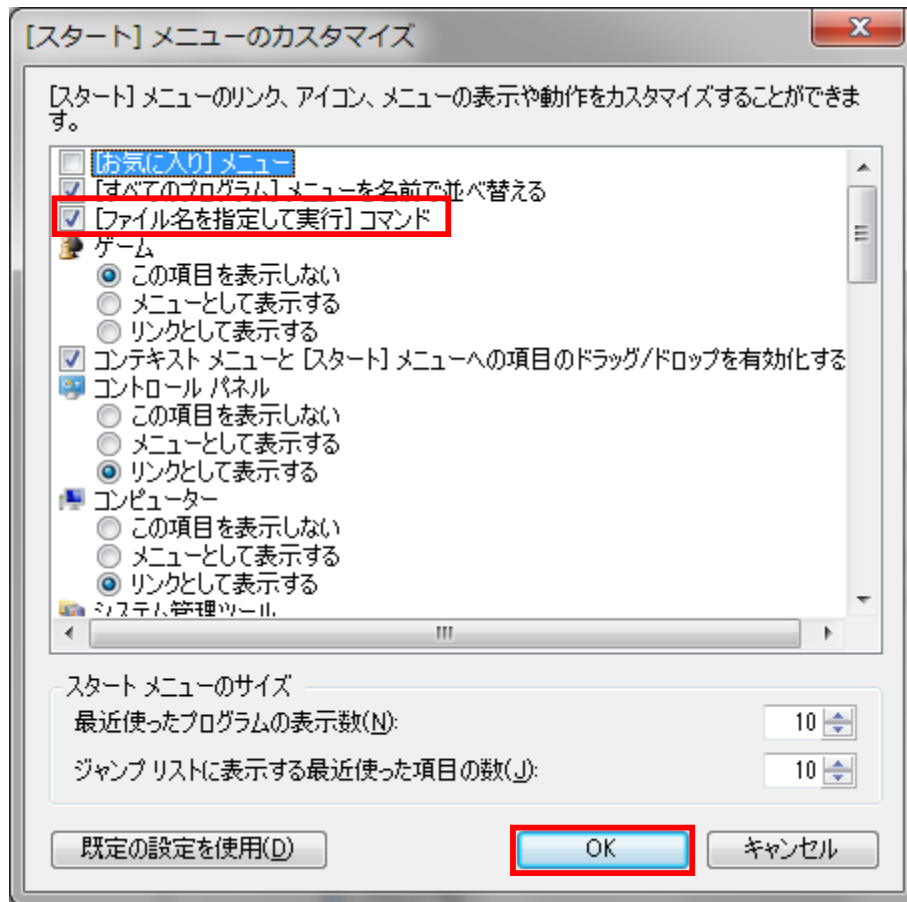 [スタート] メニューのカスタマイズ
[スタート] メニューのリンク、アイコン、メニューの表示や動作をカスタマイズすることができま
す。
[お気に入り] メニュー
[すべてのプログラム] メニューを名前で並べ替える
[ファイル名を指定して実行] コマンド
ゲーム
この項目を表示しない
メニューとして表示する
リンクとして表示する
コンテキスト メニューと [スタート] メニューへの項目のドラッグ/ドロップを有効化する
コントロール パネル
この項目を表示しない
メニューとして表示する
リンクとして表示する
コンピューター
この項目を表示しない
メニューとして表示する
リンクとして表示する
システム管理ツール
スタート メニューのサイズ
最近使ったプログラムの表示数(N): 10
ジャンプ リストに表示する最近使った項目の数(J): 10
既定の設定を使用(D) OK キャンセル